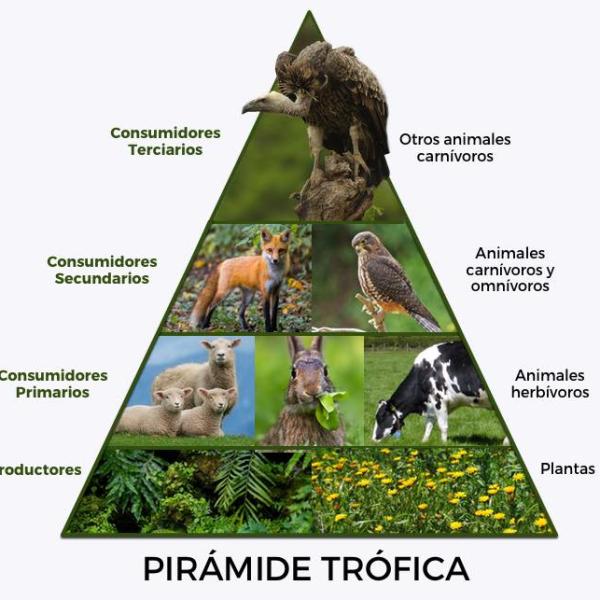 Consumidores
Terciarios
Otros animales
carnívoros
Consumidores
Secundarios
Animales
carnívoros y
omnívoros
Consumidores
Primarios
Animales
herbívoros
roductores
Plantas
PIRÁMIDE TRÓFICA